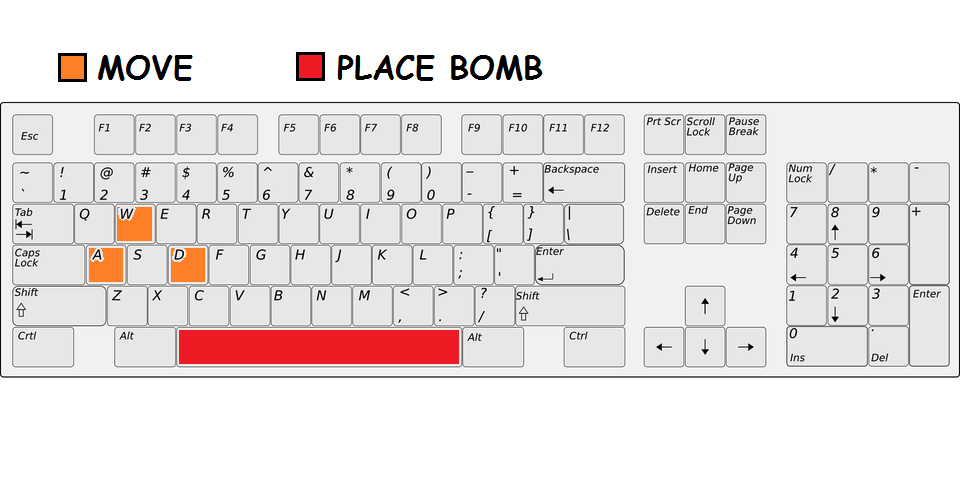 MOVE PLACE BOMB
Esc F1 F2 F3 F4 F5 F6 F7 F8 F9 F10 F11 F12 Prt Scr Scroll Lock Pause Break
~ ` ! 1 @ 2 # 3 $ 4 % 5 ^ 6 & 7 * 8 ( 9 ) 0 – - + = Backspace Insert Home Page Up Num Lock / * -
Tab Q W E R T Y U I O P { [ } ] | \ Delete End Page Down 7 8 9 +
Caps Lock A S D F G H J K L : ; " ' Enter 4 5 6
Shift Z X C V B N M < , > . ? / Shift 1 2 3 Enter
Crtl Alt Alt Ctrl 0 Ins . Del